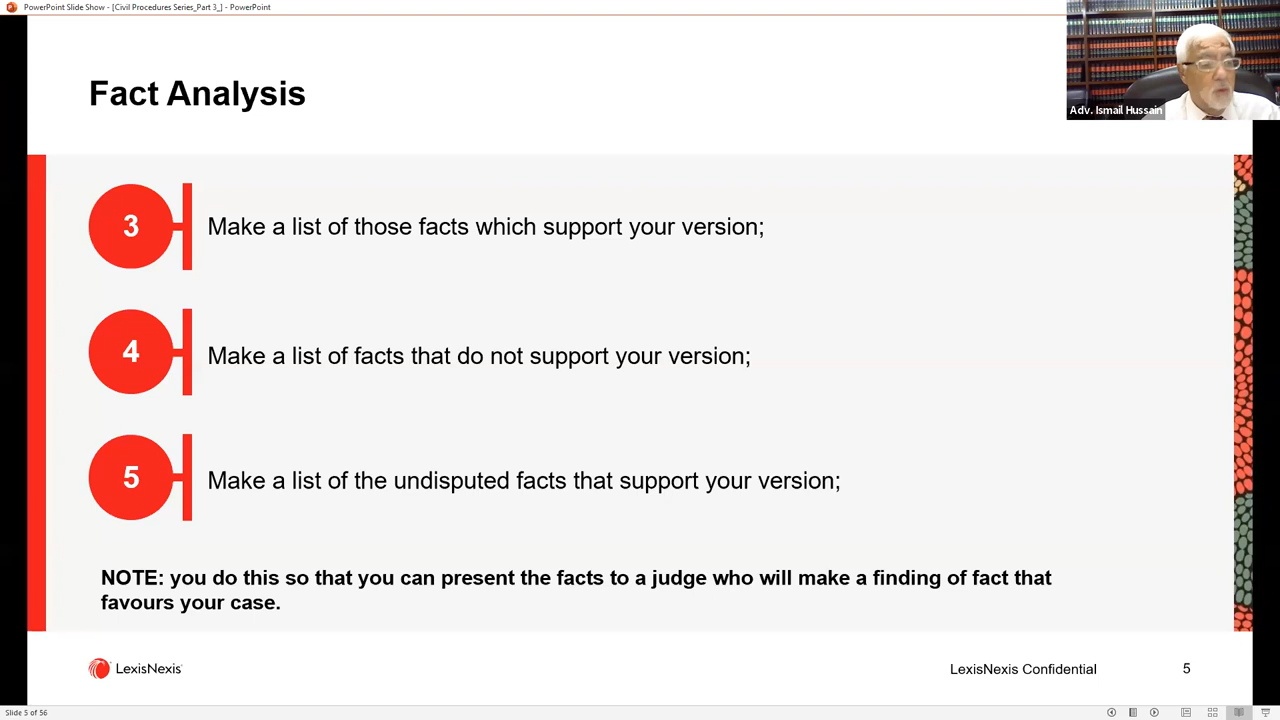 PowerPoint Slide Show - [Civil Procedures Series_Part 3_] - PowerPoint
Adv. Ismail Hussain
Fact Analysis
3
Make a list of those facts which support your version;
4
Make a list of facts that do not support your version;
5
Make a list of the undisputed facts that support your version;
NOTE: you do this so that you can present the facts to a judge who will make a finding of fact that
favours your case.
LexisNexis
LexisNexis Confidential
5
Slide 5 of 56